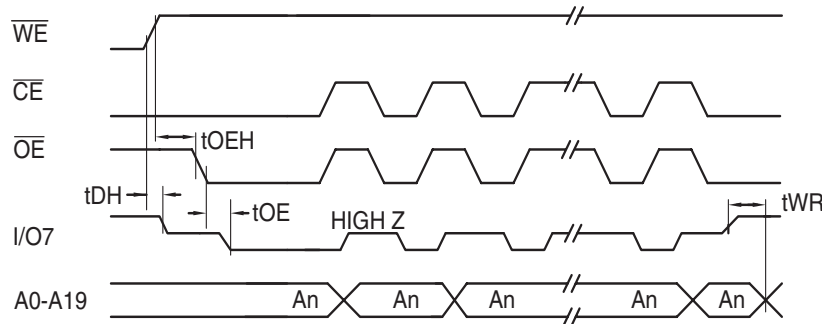 WE
CE
tOEH
OE
tDH
tOE
tWR
HIGH Z
I/O7
A0-A19 An An An An An